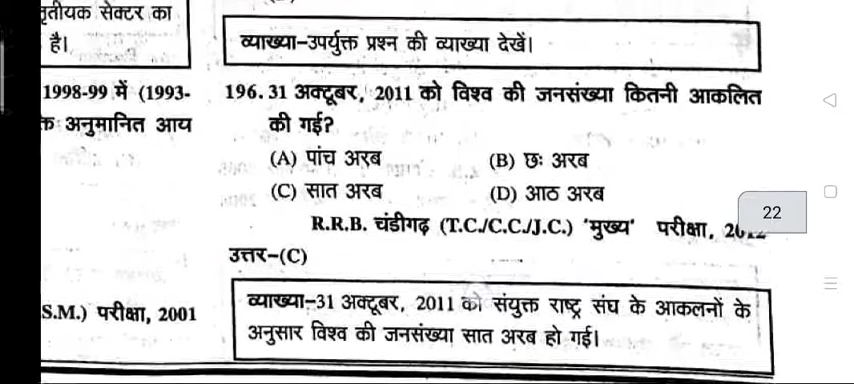 तृतीयक सेक्टर का
है।
1998-99 में (1993-
अनुमानित आय
S.M.) परीक्षा, 2001
व्याख्या–उपर्युक्त प्रश्न की व्याख्या देखें।
196. 31 अक्टूबर, 2011 को विश्व की जनसंख्या कितनी आकलित
की गई?
(A) पांच अरब (B) छः अरब
(C) सात अरब (D) आठ अरब
R.R.B. चंडीगढ़ (T.C./C.C./J.C.) 'मुख्य' परीक्षा, 2012
उत्तर–(C)
व्याख्या–31 अक्टूबर, 2011 को संयुक्त राष्ट्र संघ के आकलनों के
अनुसार विश्व की जनसंख्या सात अरब हो गई।
22